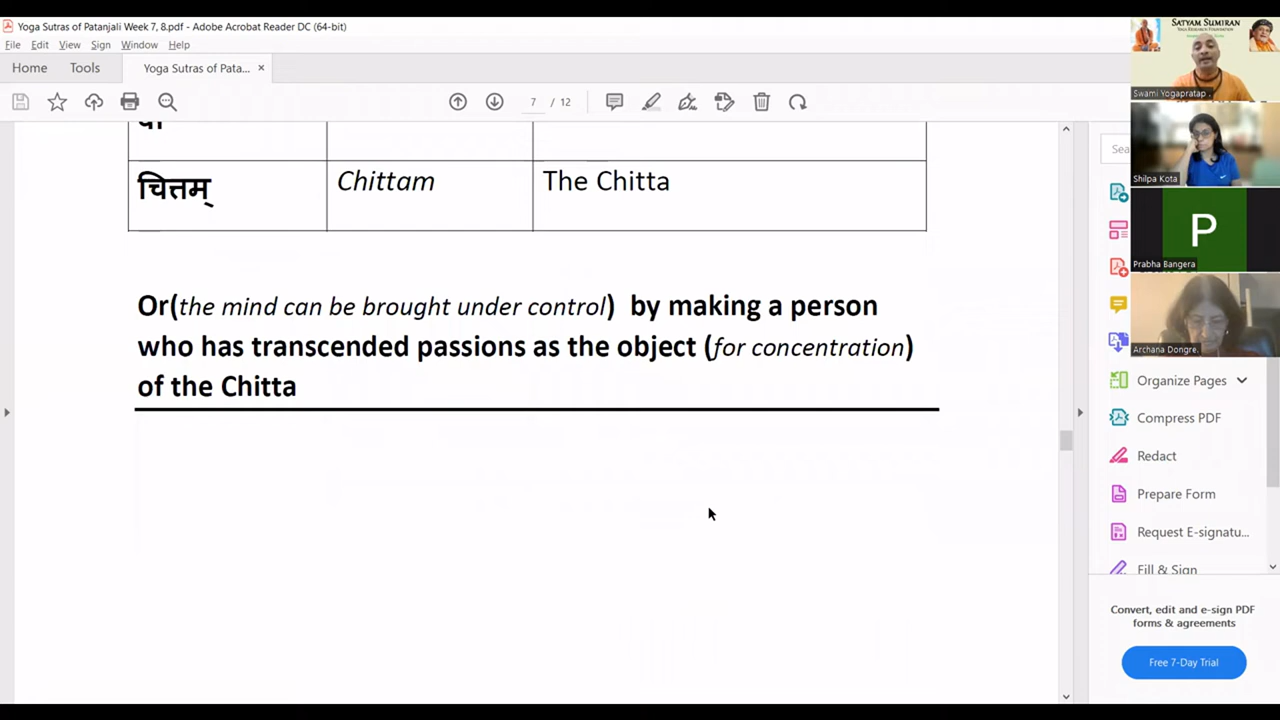 Yoga Sutras of Patanjali Week 7, 8.pdf - Adobe Acrobat Reader DC (64-bit)
File Edit View Sign Window Help
Home Tools Yoga Sutras of Pata... ×
7 / 12
वा
चित्तम् Chittam The Chitta
Or(the mind can be brought under control) by making a person
who has transcended passions as the object (for concentration)
of the Chitta
SATYAM SUMIRAN
Swami Yogapratap .
Shilpa Kota
P
Prabha Bangera
Archana Dongre.
Sea
Organize Pages
Compress PDF
Redact
Prepare Form
Request E-signatu...
Fill & Sign
Convert, edit and e-sign PDF
forms & agreements
Free 7-Day Trial